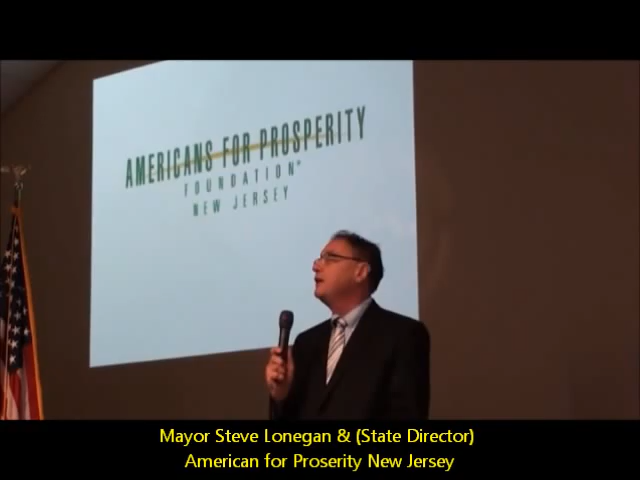 AMERICANS FOR PROSPERITY
FOUNDATION®
NEW JERSEY
Mayor Steve Lonegan & (State Director)
American for Proserity New Jersey